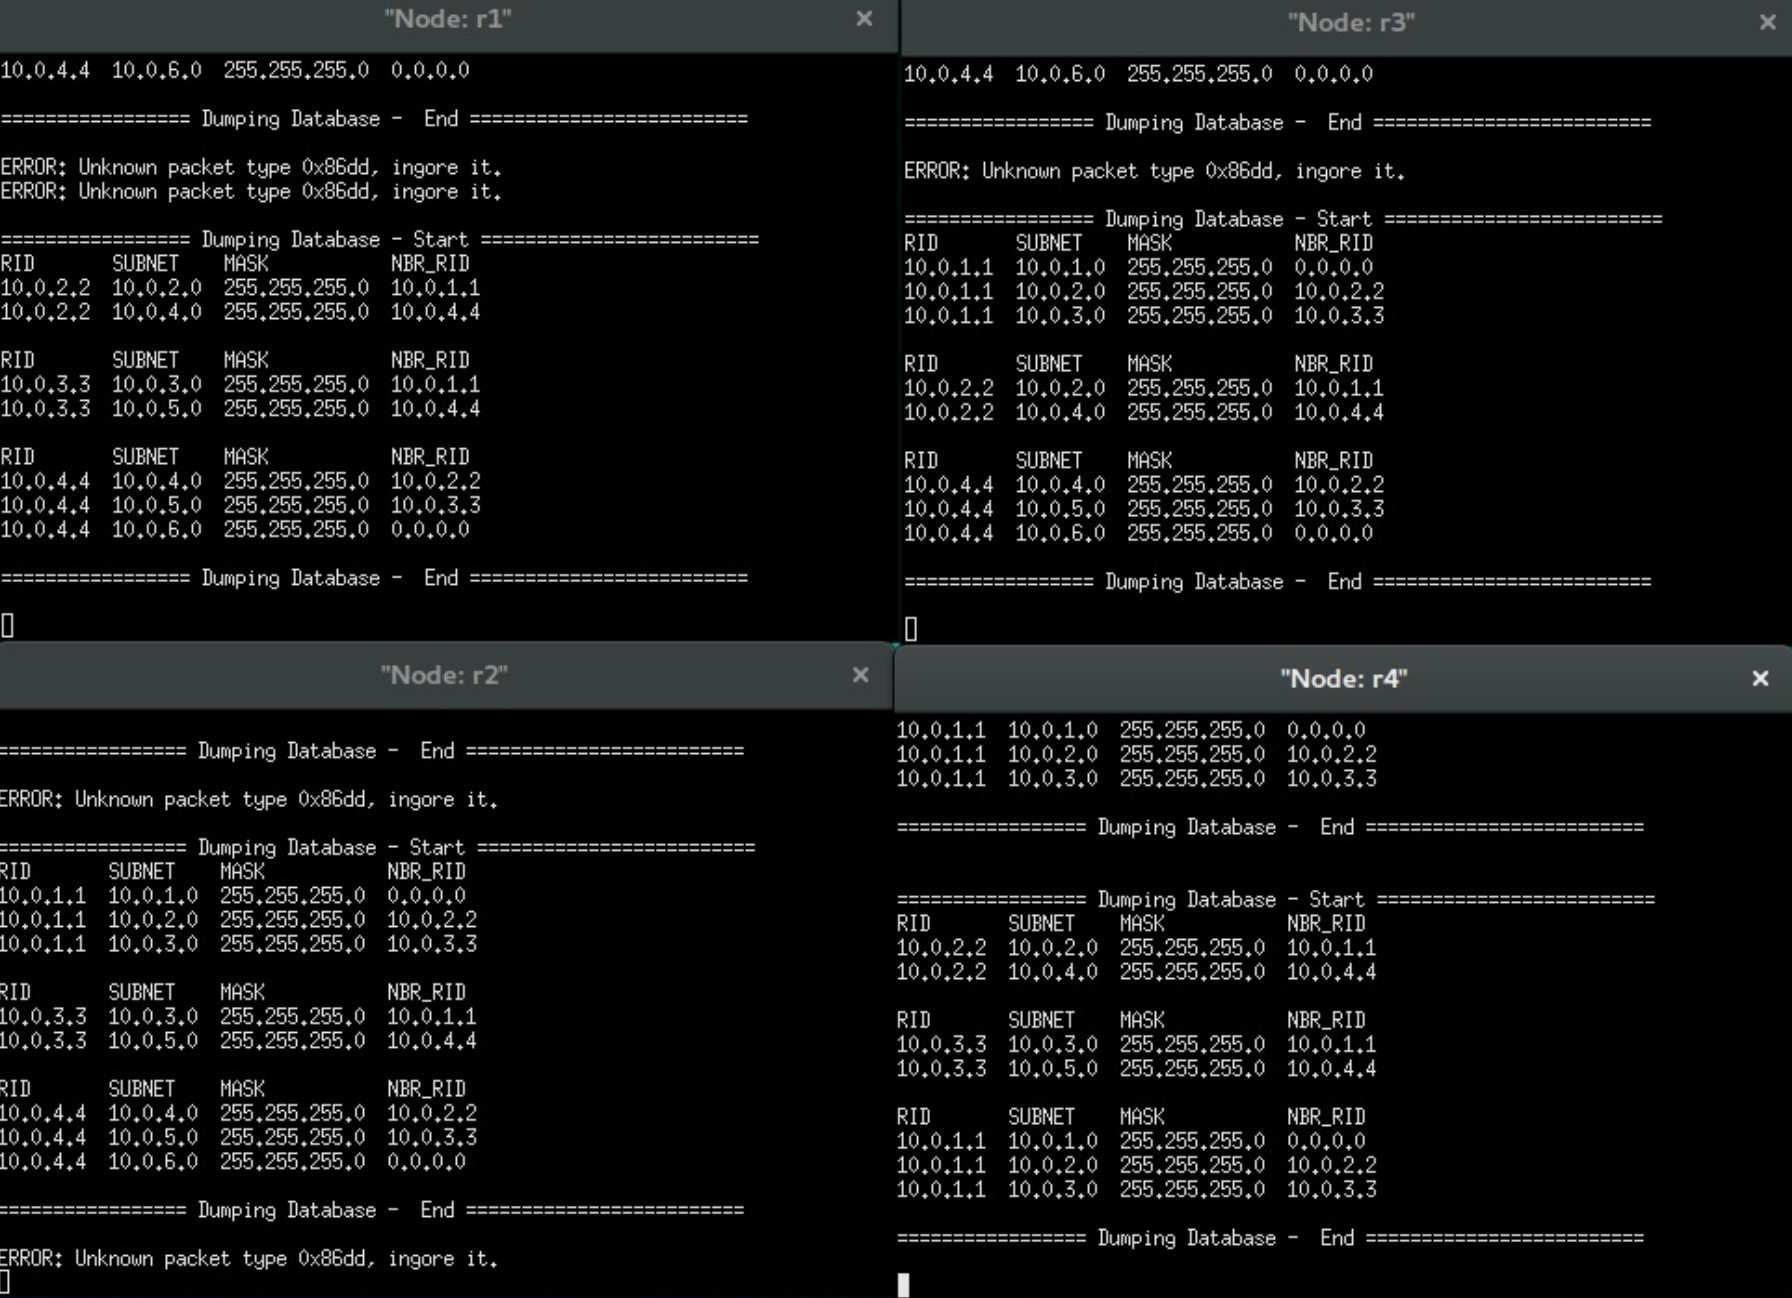 "Node: r1"
10.0.4.4  10.0.6.0  255.255.255.0  0.0.0.0
================= Dumping Database -  End =========================
ERROR: Unknown packet type 0x86dd, ingore it.
ERROR: Unknown packet type 0x86dd, ingore it.
================= Dumping Database - Start =========================
RID       SUBNET    MASK           NBR_RID
10.0.2.2  10.0.2.0  255.255.255.0  10.0.1.1
10.0.2.2  10.0.4.0  255.255.255.0  10.0.4.4
RID       SUBNET    MASK           NBR_RID
10.0.3.3  10.0.3.0  255.255.255.0  10.0.1.1
10.0.3.3  10.0.5.0  255.255.255.0  10.0.4.4
RID       SUBNET    MASK           NBR_RID
10.0.4.4  10.0.4.0  255.255.255.0  10.0.2.2
10.0.4.4  10.0.5.0  255.255.255.0  10.0.3.3
10.0.4.4  10.0.6.0  255.255.255.0  0.0.0.0
================= Dumping Database -  End =========================
"Node: r3"
10.0.4.4  10.0.6.0  255.255.255.0  0.0.0.0
================= Dumping Database -  End =========================
ERROR: Unknown packet type 0x86dd, ingore it.
================= Dumping Database - Start =========================
RID       SUBNET    MASK           NBR_RID
10.0.1.1  10.0.1.0  255.255.255.0  0.0.0.0
10.0.1.1  10.0.2.0  255.255.255.0  10.0.2.2
10.0.1.1  10.0.3.0  255.255.255.0  10.0.3.3
RID       SUBNET    MASK           NBR_RID
10.0.2.2  10.0.2.0  255.255.255.0  10.0.1.1
10.0.2.2  10.0.4.0  255.255.255.0  10.0.4.4
RID       SUBNET    MASK           NBR_RID
10.0.4.4  10.0.4.0  255.255.255.0  10.0.2.2
10.0.4.4  10.0.5.0  255.255.255.0  10.0.3.3
10.0.4.4  10.0.6.0  255.255.255.0  0.0.0.0
================= Dumping Database -  End =========================
"Node: r2"
================= Dumping Database -  End =========================
ERROR: Unknown packet type 0x86dd, ingore it.
================= Dumping Database - Start =========================
RID       SUBNET    MASK           NBR_RID
10.0.1.1  10.0.1.0  255.255.255.0  0.0.0.0
10.0.1.1  10.0.2.0  255.255.255.0  10.0.2.2
10.0.1.1  10.0.3.0  255.255.255.0  10.0.3.3
RID       SUBNET    MASK           NBR_RID
10.0.3.3  10.0.3.0  255.255.255.0  10.0.1.1
10.0.3.3  10.0.5.0  255.255.255.0  10.0.4.4
RID       SUBNET    MASK           NBR_RID
10.0.4.4  10.0.4.0  255.255.255.0  10.0.2.2
10.0.4.4  10.0.5.0  255.255.255.0  10.0.3.3
10.0.4.4  10.0.6.0  255.255.255.0  0.0.0.0
================= Dumping Database -  End =========================
ERROR: Unknown packet type 0x86dd, ingore it.
"Node: r4"
10.0.1.1  10.0.1.0  255.255.255.0  0.0.0.0
10.0.1.1  10.0.2.0  255.255.255.0  10.0.2.2
10.0.1.1  10.0.3.0  255.255.255.0  10.0.3.3
================= Dumping Database -  End =========================
================= Dumping Database - Start =========================
RID       SUBNET    MASK           NBR_RID
10.0.2.2  10.0.2.0  255.255.255.0  10.0.1.1
10.0.2.2  10.0.4.0  255.255.255.0  10.0.4.4
RID       SUBNET    MASK           NBR_RID
10.0.3.3  10.0.3.0  255.255.255.0  10.0.1.1
10.0.3.3  10.0.5.0  255.255.255.0  10.0.4.4
RID       SUBNET    MASK           NBR_RID
10.0.1.1  10.0.1.0  255.255.255.0  0.0.0.0
10.0.1.1  10.0.2.0  255.255.255.0  10.0.2.2
10.0.1.1  10.0.3.0  255.255.255.0  10.0.3.3
================= Dumping Database -  End =========================